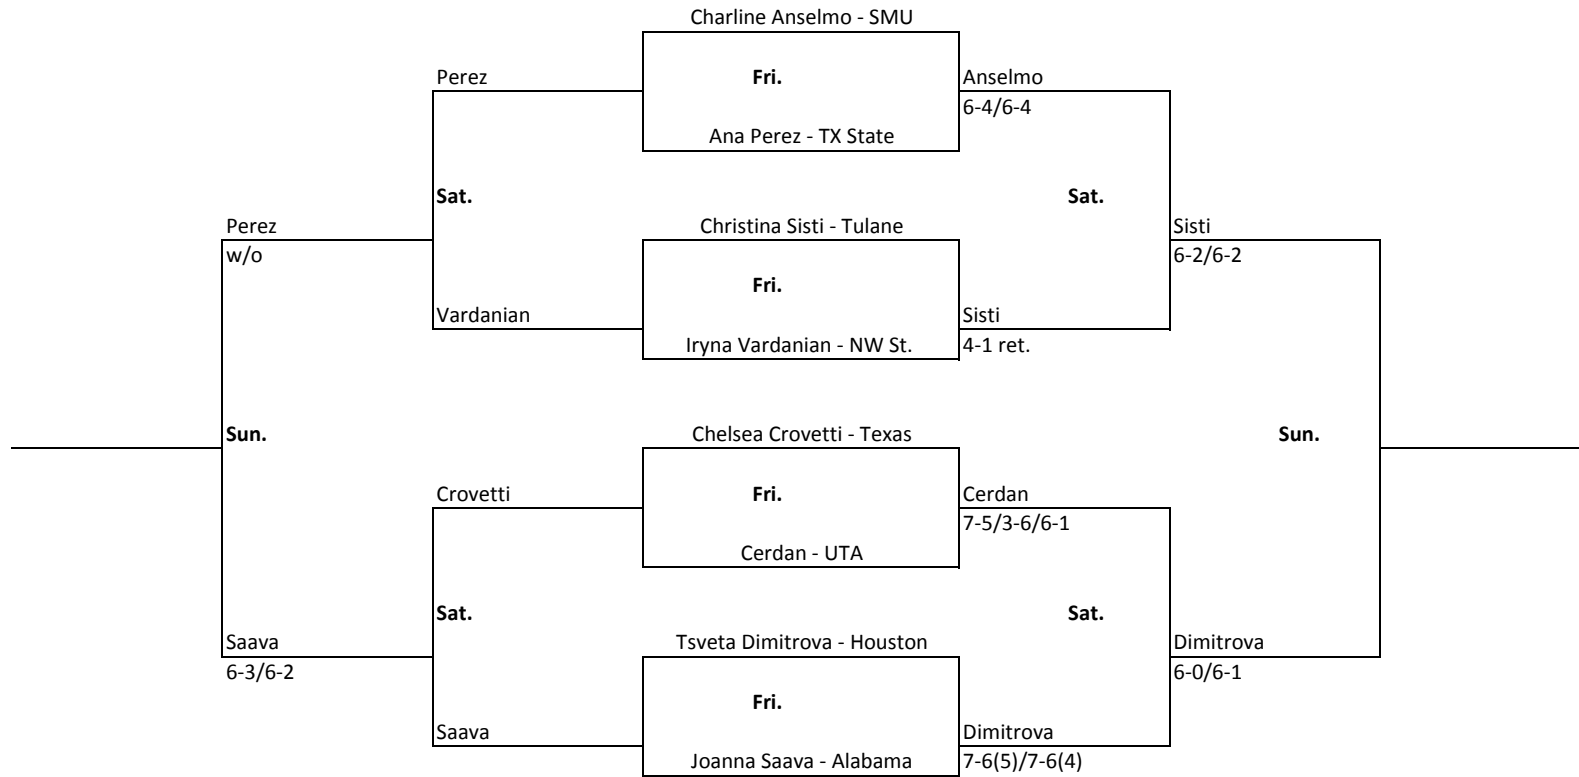 Charline Anselmo - SMU
Perez
Fri.
Anselmo
6-4/6-4
Ana Perez - TX State
Sat.
Sat.
Perez
Christina Sisti - Tulane
Sisti
w/o
6-2/6-2
Fri.
Vardanian
Sisti
Iryna Vardanian - NW St.
4-1 ret.
Sun.
Chelsea Crovetti - Texas
Sun.
Crovetti
Fri.
Cerdan
7-5/3-6/6-1
Cerdan - UTA
Sat.
Sat.
Saava
Tsveta Dimitrova - Houston
Dimitrova
6-3/6-2
6-0/6-1
Fri.
Saava
Dimitrova
Joanna Saava - Alabama
7-6(5)/7-6(4)